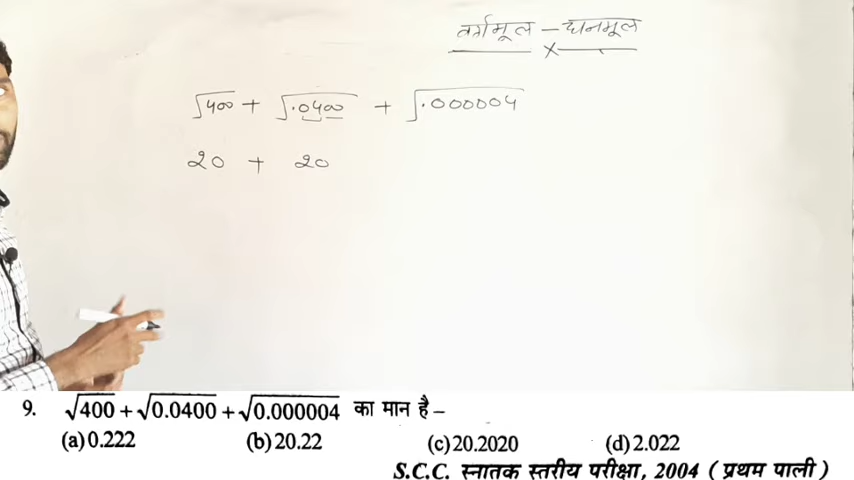 वर्गमूल – घनमूल
×
√400 + √.0400 + √.000004
20 + 20
9. √400 + √0.0400 + √0.000004 का मान है –
(a) 0.222 (b) 20.22 (c) 20.2020 (d) 2.022
S.C.C. स्नातक स्तरीय परीक्षा, 2004 ( प्रथम पाली )